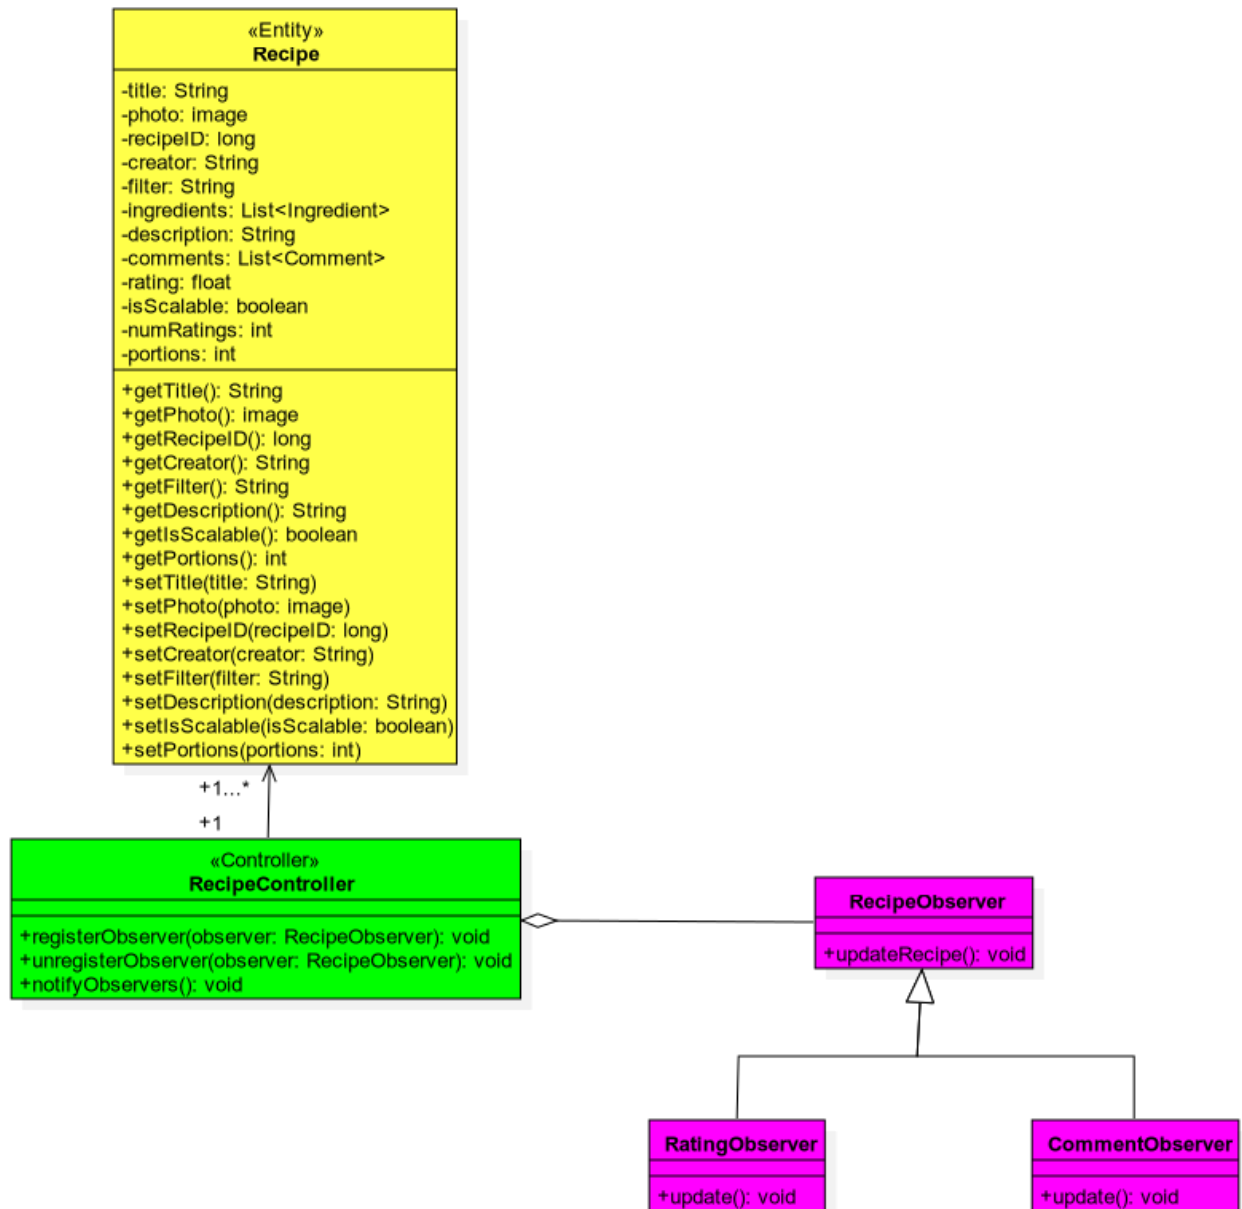 «Entity»
Recipe
-title: String
-photo: image
-recipeID: long
-creator: String
-filter: String
-ingredients: List<Ingredient>
-description: String
-comments: List<Comment>
-rating: float
-isScalable: boolean
-numRatings: int
-portions: int
+getTitle(): String
+getPhoto(): image
+getRecipeID(): long
+getCreator(): String
+getFilter(): String
+getDescription(): String
+getIsScalable(): boolean
+getPortions(): int
+setTitle(title: String)
+setPhoto(photo: image)
+setRecipeID(recipeID: long)
+setCreator(creator: String)
+setFilter(filter: String)
+setDescription(description: String)
+setIsScalable(isScalable: boolean)
+setPortions(portions: int)
+1...*
+1
«Controller»
RecipeController
+registerObserver(observer: RecipeObserver): void
+unregisterObserver(observer: RecipeObserver): void
+notifyObservers(): void
RecipeObserver
+updateRecipe(): void
RatingObserver
+update(): void
CommentObserver
+update(): void